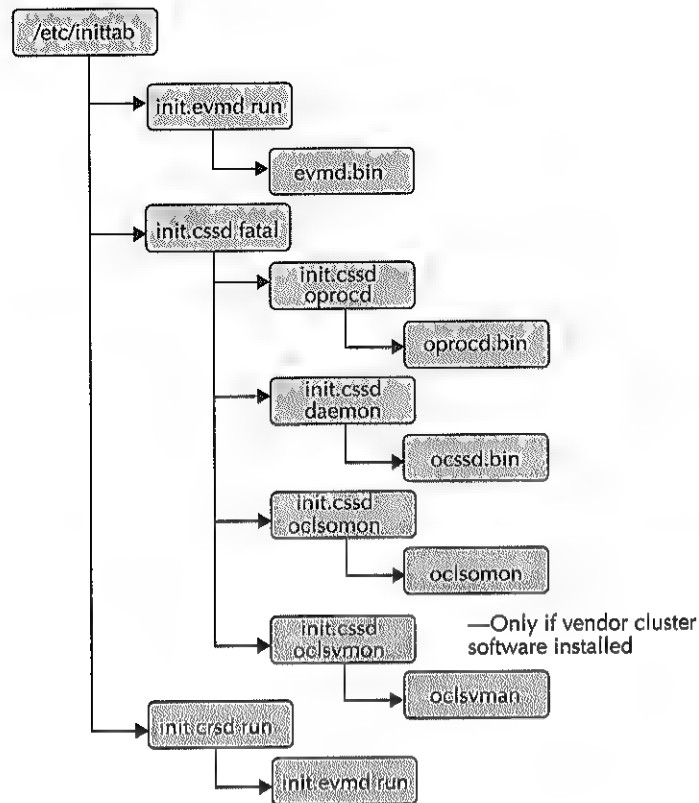 /etc/inittab
init.evmd run
evmd.bin
init.cssd fatal
init.cssd
oprocd
oprocd.bin
init.cssd
daemon
ocssd.bin
init.cssd
oclsomon
oclsomon
init.cssd
oclsvmon
—Only if vendor cluster
software installed
oclsvman
init.crsd run
init.evmd run